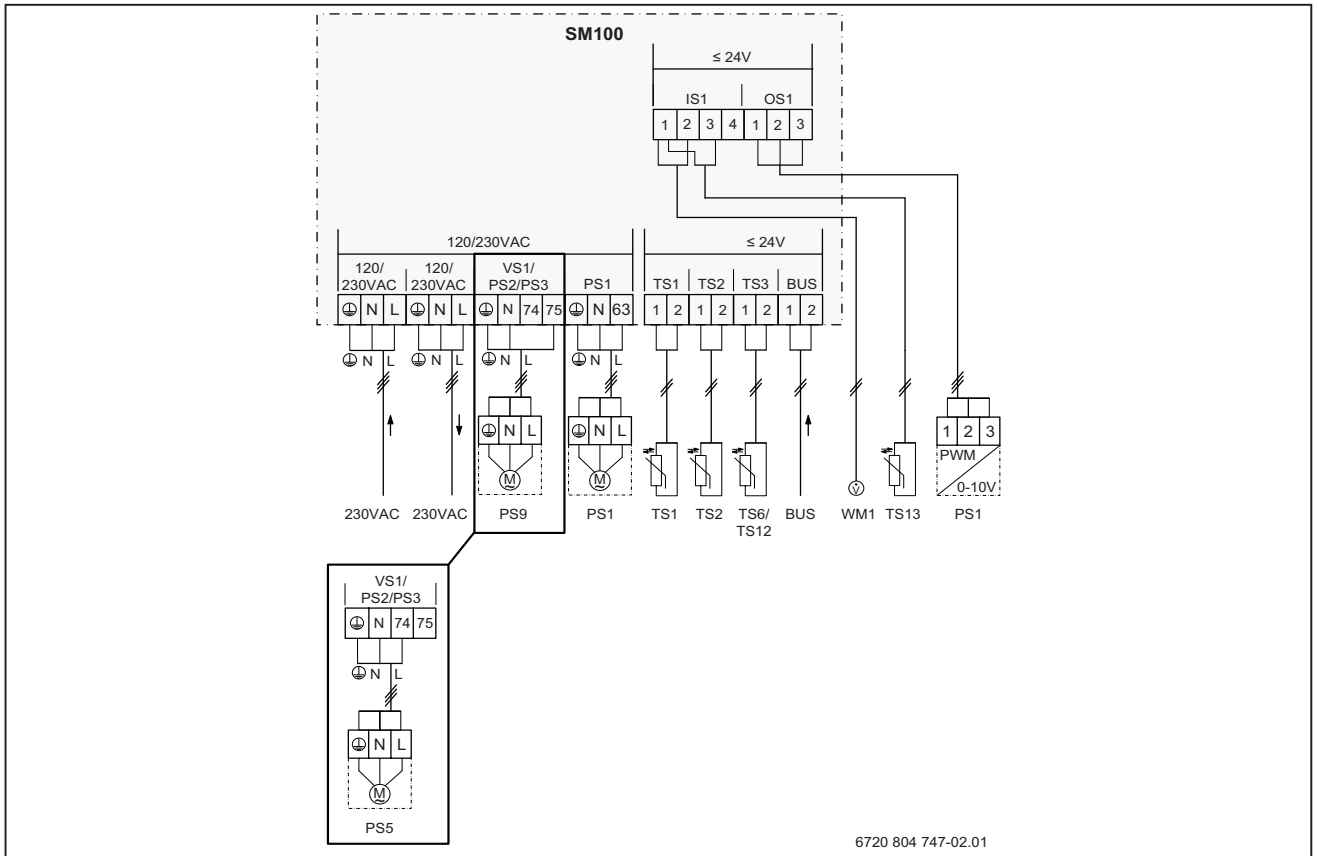 SM100
≤ 24V
IS1 OS1
1 2 3 4 1 2 3
120/230VAC ≤ 24V
120/ 120/ VS1/
230VAC 230VAC PS2/PS3 PS1 TS1 TS2 TS3 BUS
N L N L N 74 75 N 63 1 2 1 2 1 2 1 2
N L N L N L N L
N L N L 1 2 3
PWM
M M V 0-10V
230VAC 230VAC PS9 PS1 TS1 TS2 TS6/ BUS WM1 TS13 PS1
TS12
VS1/
PS2/PS3
N 74 75
N L
N L
M
PS5
6720 804 747-02.01